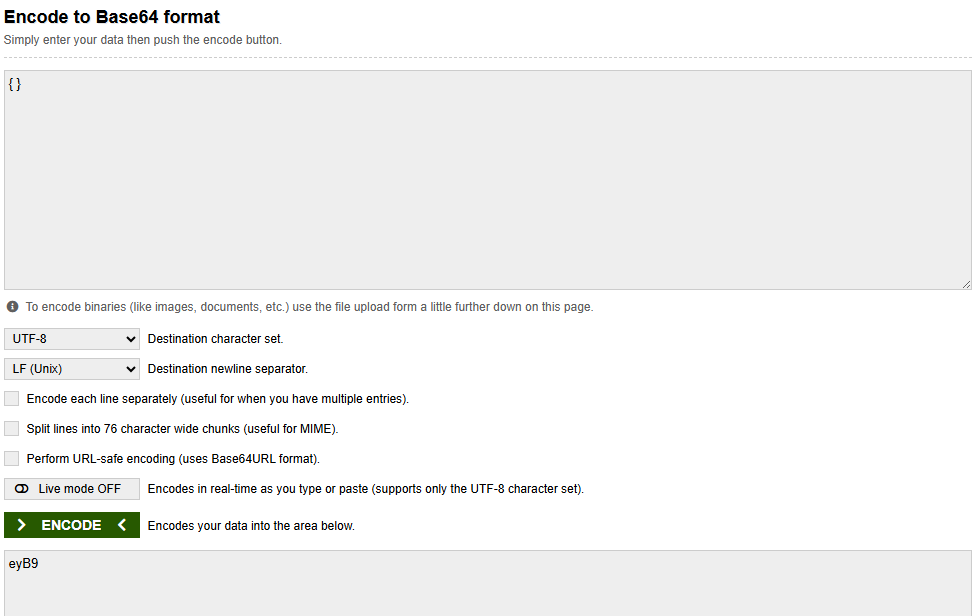 Encode to Base64 format
Simply enter your data then push the encode button.
{ }
To encode binaries (like images, documents, etc.) use the file upload form a little further down on this page.
UTF-8 Destination character set.
LF (Unix) Destination newline separator.
Encode each line separately (useful for when you have multiple entries).
Split lines into 76 character wide chunks (useful for MIME).
Perform URL-safe encoding (uses Base64URL format).
Live mode OFF Encodes in real-time as you type or paste (supports only the UTF-8 character set).
> ENCODE < Encodes your data into the area below.
eyB9